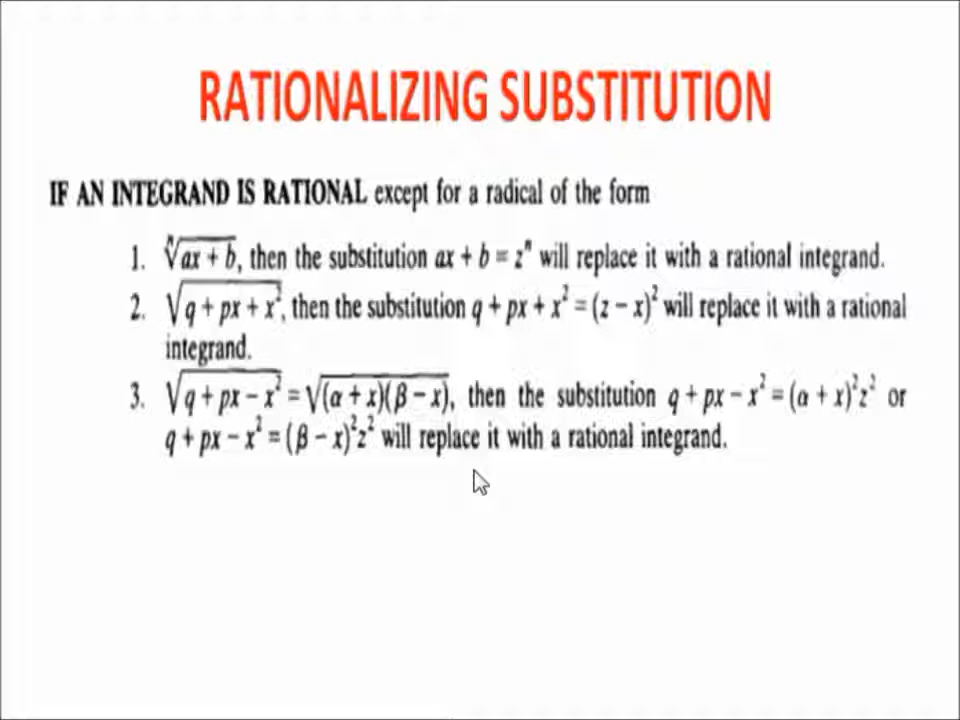 RATIONALIZING SUBSTITUTION
IF AN INTEGRAND IS RATIONAL except for a radical of the form
1. ⁿ√(ax + b), then the substitution ax + b = zⁿ will replace it with a rational integrand.
2. √(q + px + x²), then the substitution q + px + x² = (z − x)² will replace it with a rational
integrand.
3. √(q + px − x²) = √((α + x)(β − x)), then the substitution q + px − x² = (α + x)²z² or
q + px − x² = (β − x)²z² will replace it with a rational integrand.